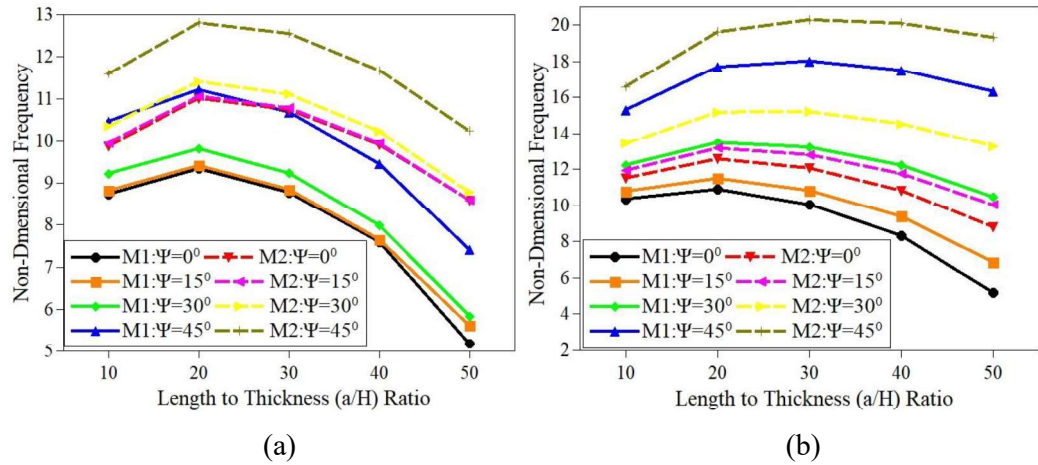 Non-Dmensional Frequency
13
12
11
10
9
8
7
6
5
M1:Ψ=0⁰ M2:Ψ=0⁰
M1:Ψ=15⁰ M2:Ψ=15⁰
M1:Ψ=30⁰ M2:Ψ=30⁰
M1:Ψ=45⁰ M2:Ψ=45⁰
10 20 30 40 50
Length to Thickness (a/H) Ratio
(a)
Non-Dmensional Frequency
20
18
16
14
12
10
8
6
4
2
M1:Ψ=0⁰ M2:Ψ=0⁰
M1:Ψ=15⁰ M2:Ψ=15⁰
M1:Ψ=30⁰ M2:Ψ=30⁰
M1:Ψ=45⁰ M2:Ψ=45⁰
10 20 30 40 50
Length to Thickness (a/H) Ratio
(b)